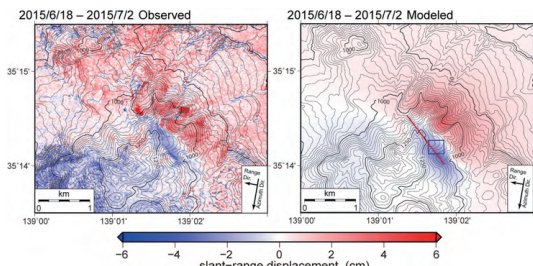 2015/6/18 – 2015/7/2 Observed
2015/6/18 – 2015/7/2 Modeled
35˚15'
35˚14'
1000
1000
Range Dir.
Azimuth Dir.
km
0
139˚00'
139˚01'
139˚02'
35˚15'
35˚14'
1000
1000
1000
Range Dir.
Azimuth Dir.
km
0
139˚00'
139˚01'
139˚02'
−6
−4
−2
0
2
4
6
slant−range displacement (cm)